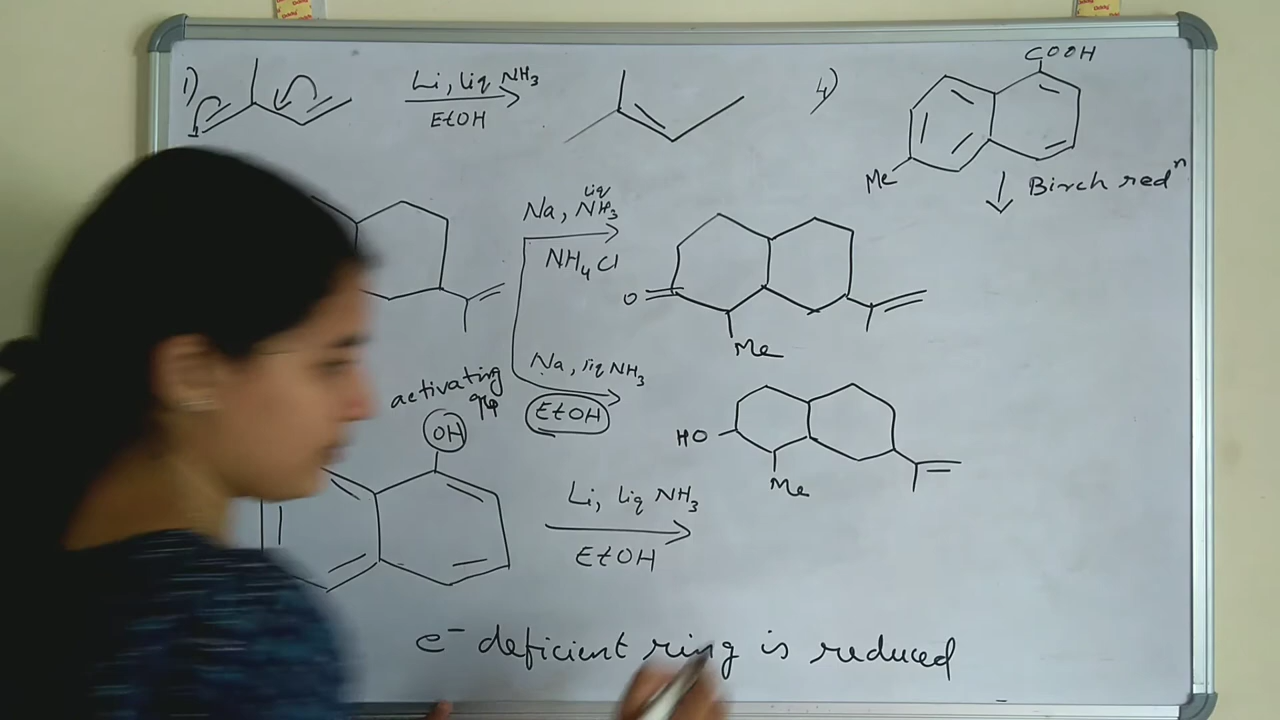 1)
Li, liq NH3
EtOH
4)
COOH
Me
Birch redn
Na, liq NH3
NH4Cl
O
Me
Na, liq NH3
EtOH
HO
Me
activating grp
OH
Li, liq NH3
EtOH
e- deficient ring is reduced